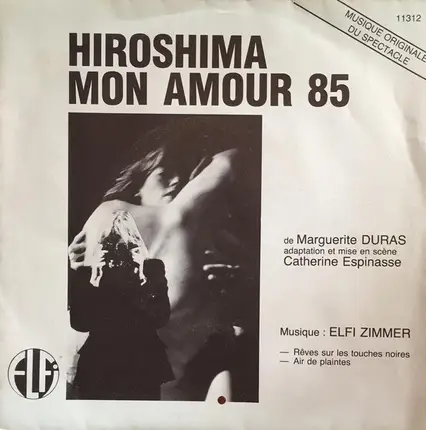 11312
MUSIQUE ORIGINALE
DU SPECTACLE
HIROSHIMA
MON AMOUR 85
de Marguerite DURAS
adaptation et mise en scène
Catherine Espinasse
Musique : ELFI ZIMMER
— Rêves sur les touches noires
— Air de plaintes
ELFi